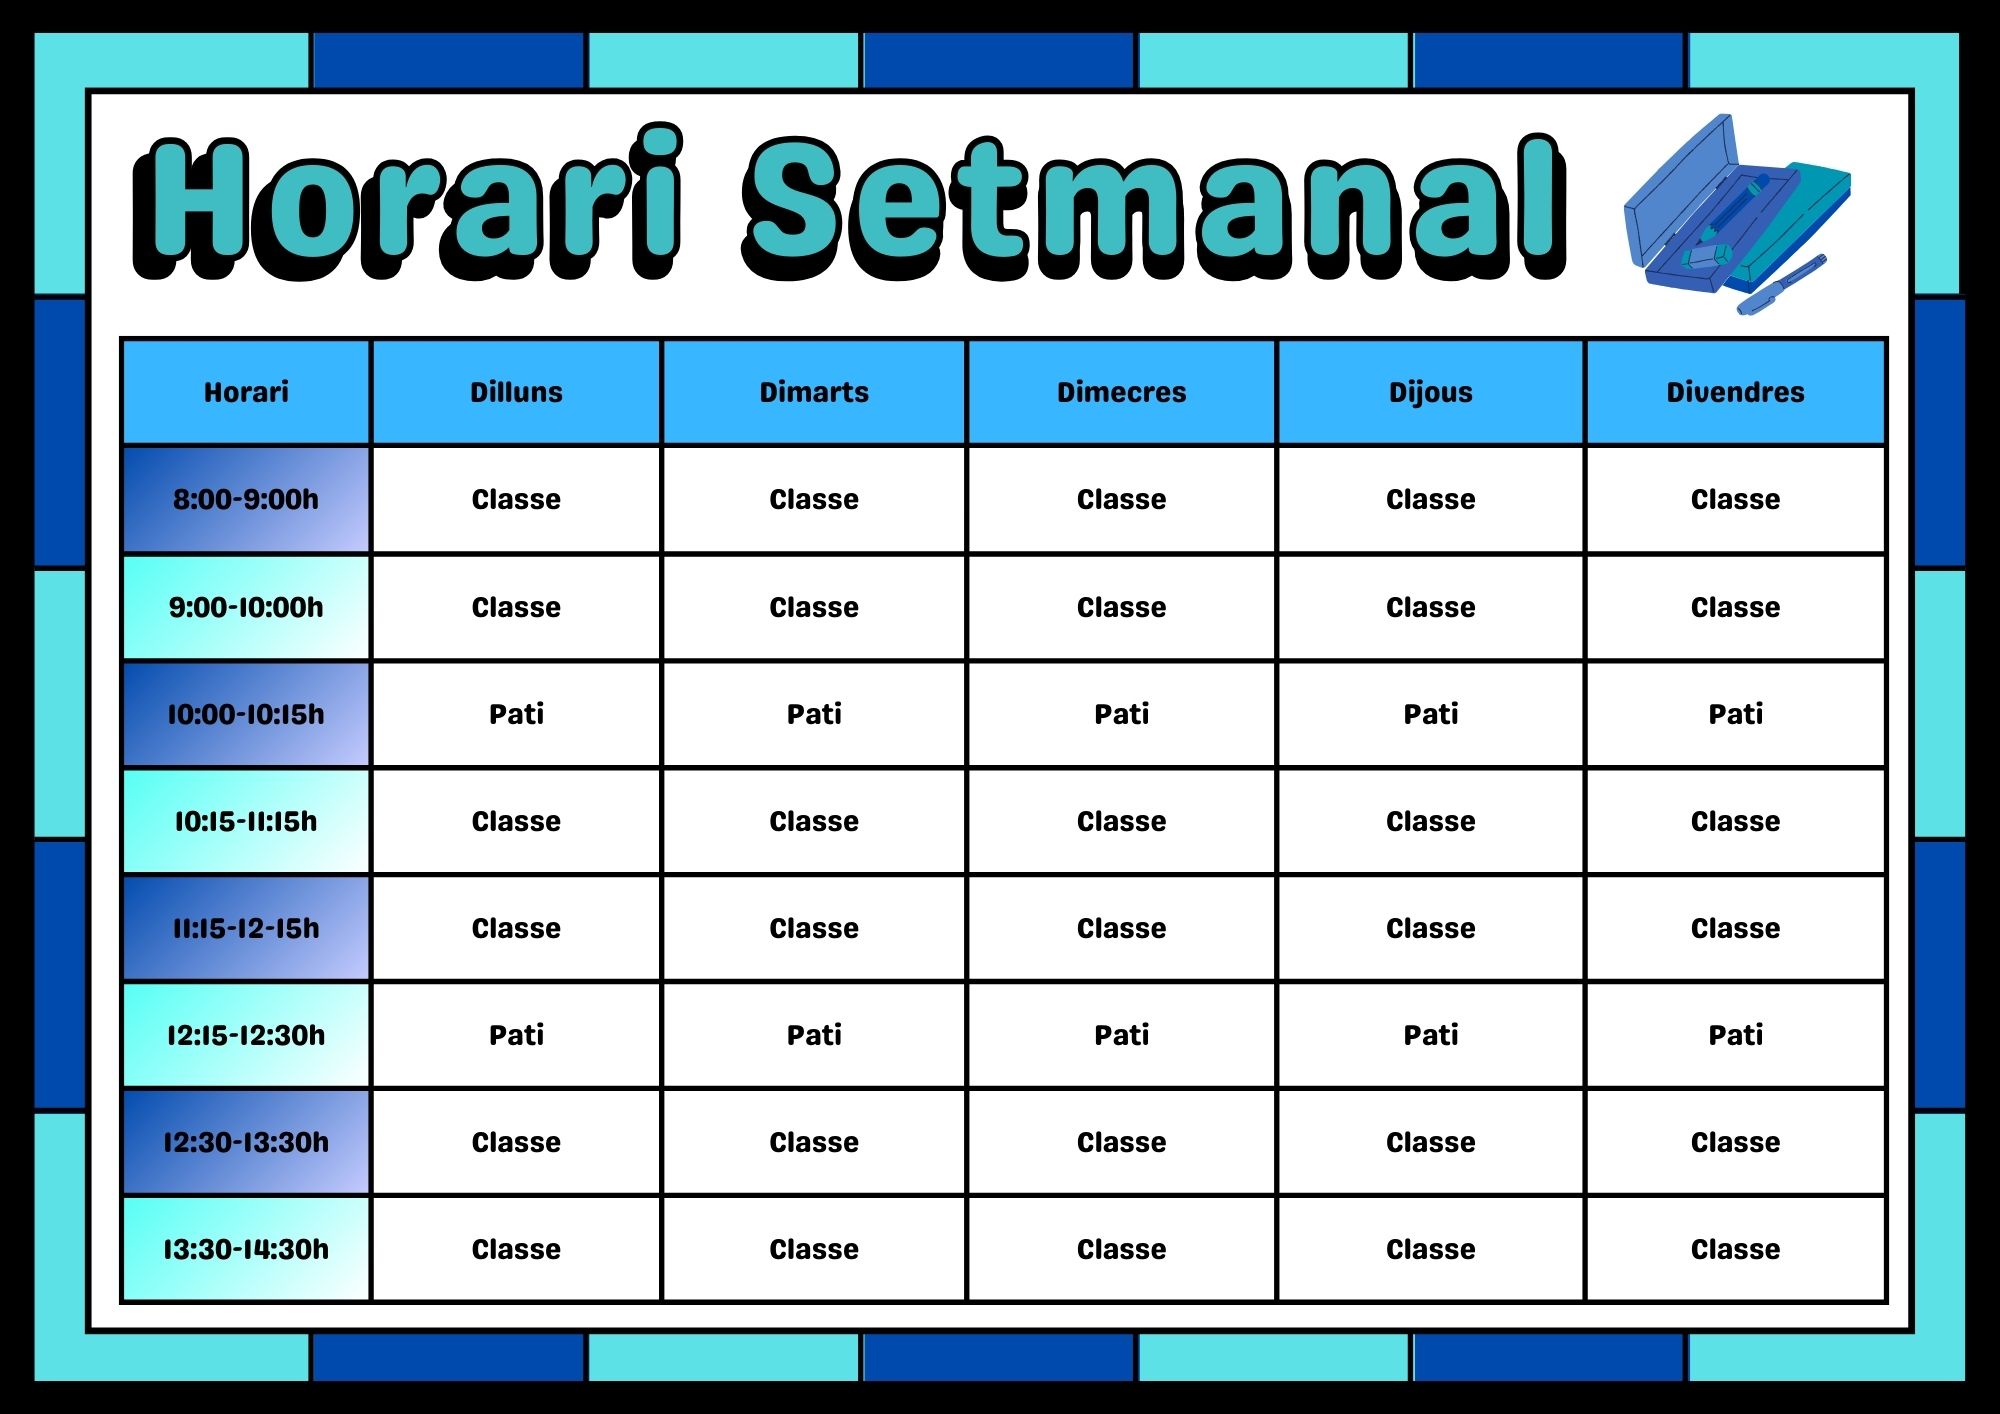 Horari Setmanal
Horari Dilluns Dimarts Dimecres Dijous Divendres
8:00-9:00h Classe Classe Classe Classe Classe
9:00-10:00h Classe Classe Classe Classe Classe
10:00-10:15h Pati Pati Pati Pati Pati
10:15-11:15h Classe Classe Classe Classe Classe
11:15-12-15h Classe Classe Classe Classe Classe
12:15-12:30h Pati Pati Pati Pati Pati
12:30-13:30h Classe Classe Classe Classe Classe
13:30-14:30h Classe Classe Classe Classe Classe